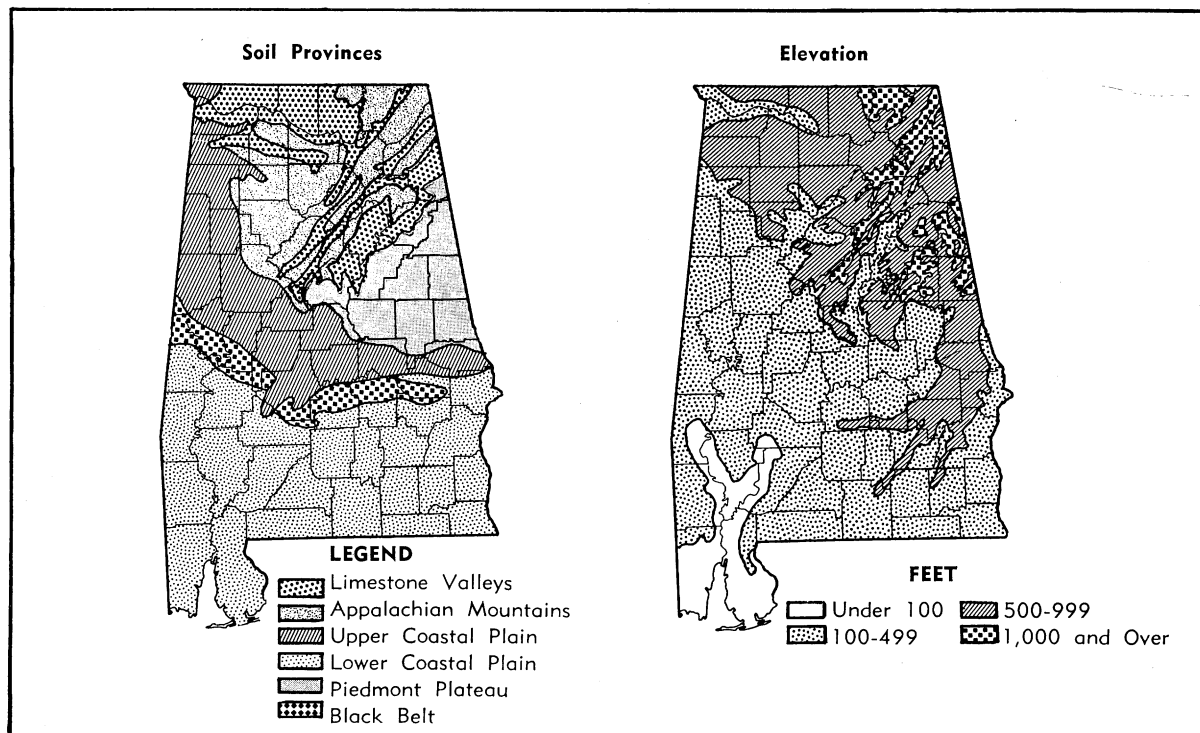 Soil Provinces
Elevation
LEGEND
Limestone Valleys
Appalachian Mountains
Upper Coastal Plain
Lower Coastal Plain
Piedmont Plateau
Black Belt
FEET
Under 100
500-999
100-499
1,000 and Over